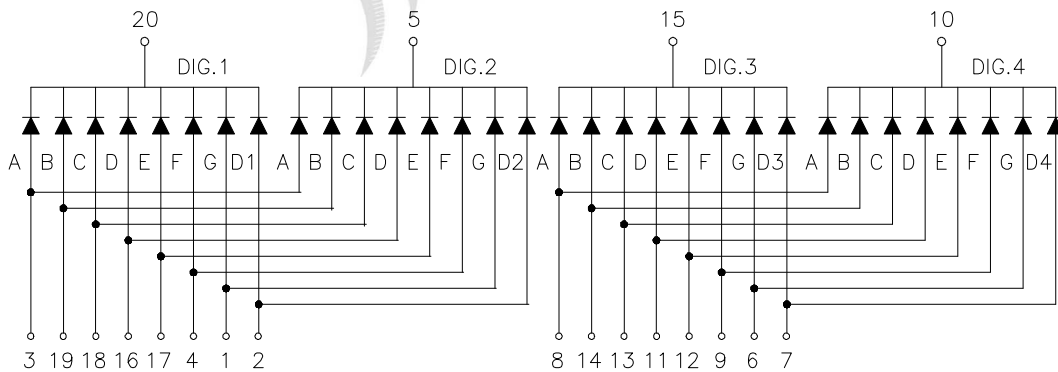 20 5 15 10
DIG.1 DIG.2 DIG.3 DIG.4
A B C D E F G D1 A B C D E F G D2 A B C D E F G D3 A B C D E F G D4
3 19 18 16 17 4 1 2 8 14 13 11 12 9 6 7